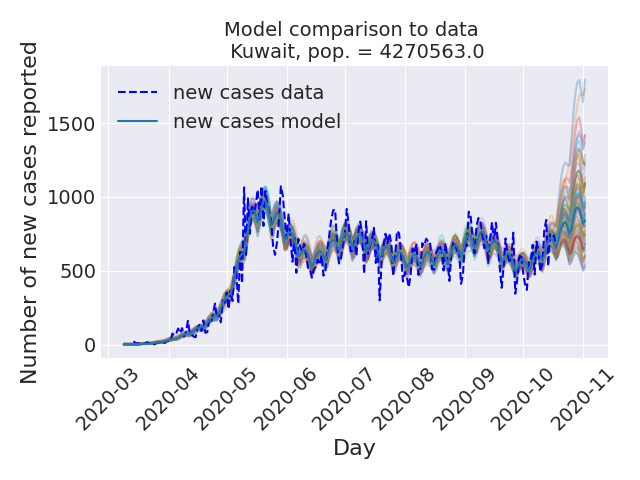 Model comparison to data
Kuwait, pop. = 4270563.0
Number of new cases reported
new cases data
new cases model
1500
1000
500
0
2020-03
2020-04
2020-05
2020-06
2020-07
2020-08
2020-09
2020-10
2020-11
Day